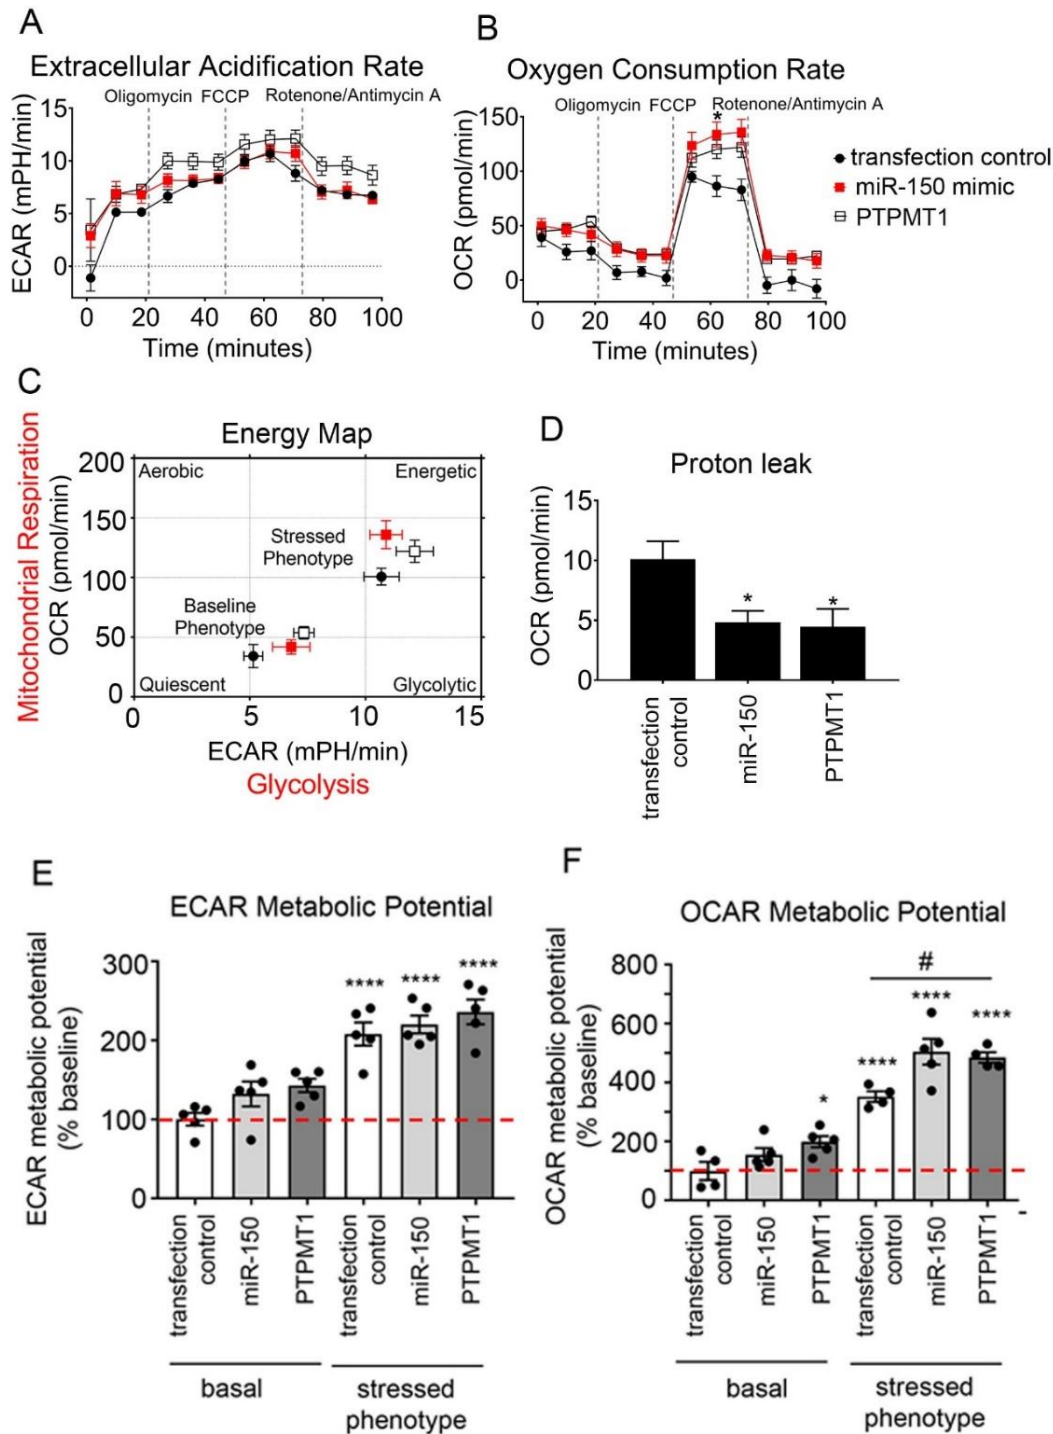 A
Extracellular Acidification Rate
Oligomycin FCCP Rotenone/Antimycin A
ECAR (mPH/min)
15
10
5
0
0 20 40 60 80 100
Time (minutes)
B
Oxygen Consumption Rate
Oligomycin FCCP Rotenone/Antimycin A
OCR (pmol/min)
150
100
50
0
*
0 20 40 60 80 100
Time (minutes)
transfection control
miR-150 mimic
PTPMT1
C
Energy Map
Mitochondrial Respiration
OCR (pmol/min)
200
150
100
50
0
Aerobic Energetic
Stressed
Phenotype
Baseline
Phenotype
Quiescent Glycolytic
0 5 10 15
ECAR (mPH/min)
Glycolysis
D
Proton leak
OCR (pmol/min)
15
10
5
0
* *
transfection
control
miR-150
PTPMT1
E
ECAR Metabolic Potential
ECAR metabolic potential
(% baseline)
300
200
100
0
**** **** ****
transfection
control
miR-150
PTPMT1
transfection
control
miR-150
PTPMT1
basal
stressed
phenotype
F
OCAR Metabolic Potential
OCAR metabolic potential
(% baseline)
800
600
400
200
0
#
* **** **** ****
transfection
control
miR-150
PTPMT1
transfection
control
miR-150
PTPMT1
-
basal
stressed
phenotype